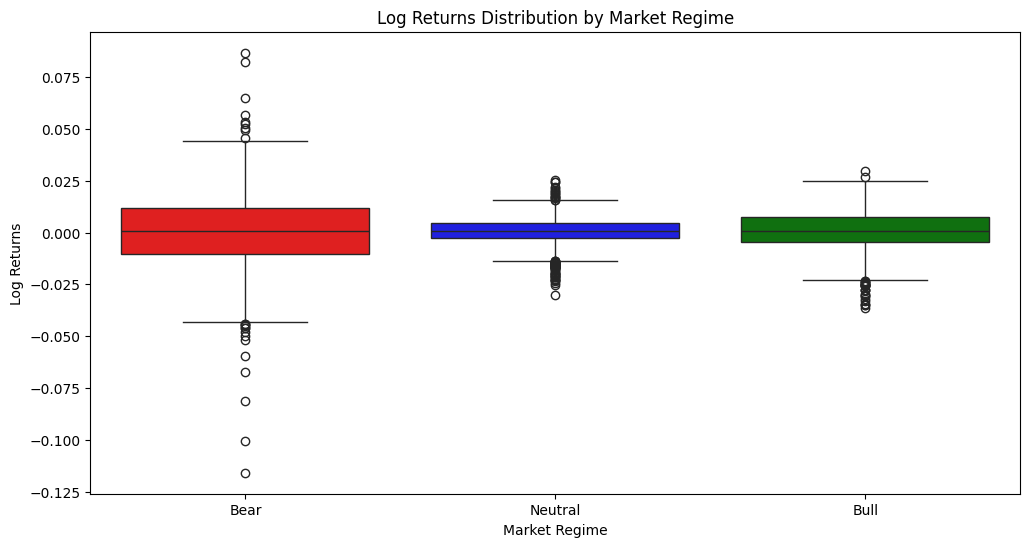 Log Returns Distribution by Market Regime
0.075
0.050
0.025
0.000
−0.025
−0.050
−0.075
−0.100
−0.125
Log Returns
Bear Neutral Bull
Market Regime